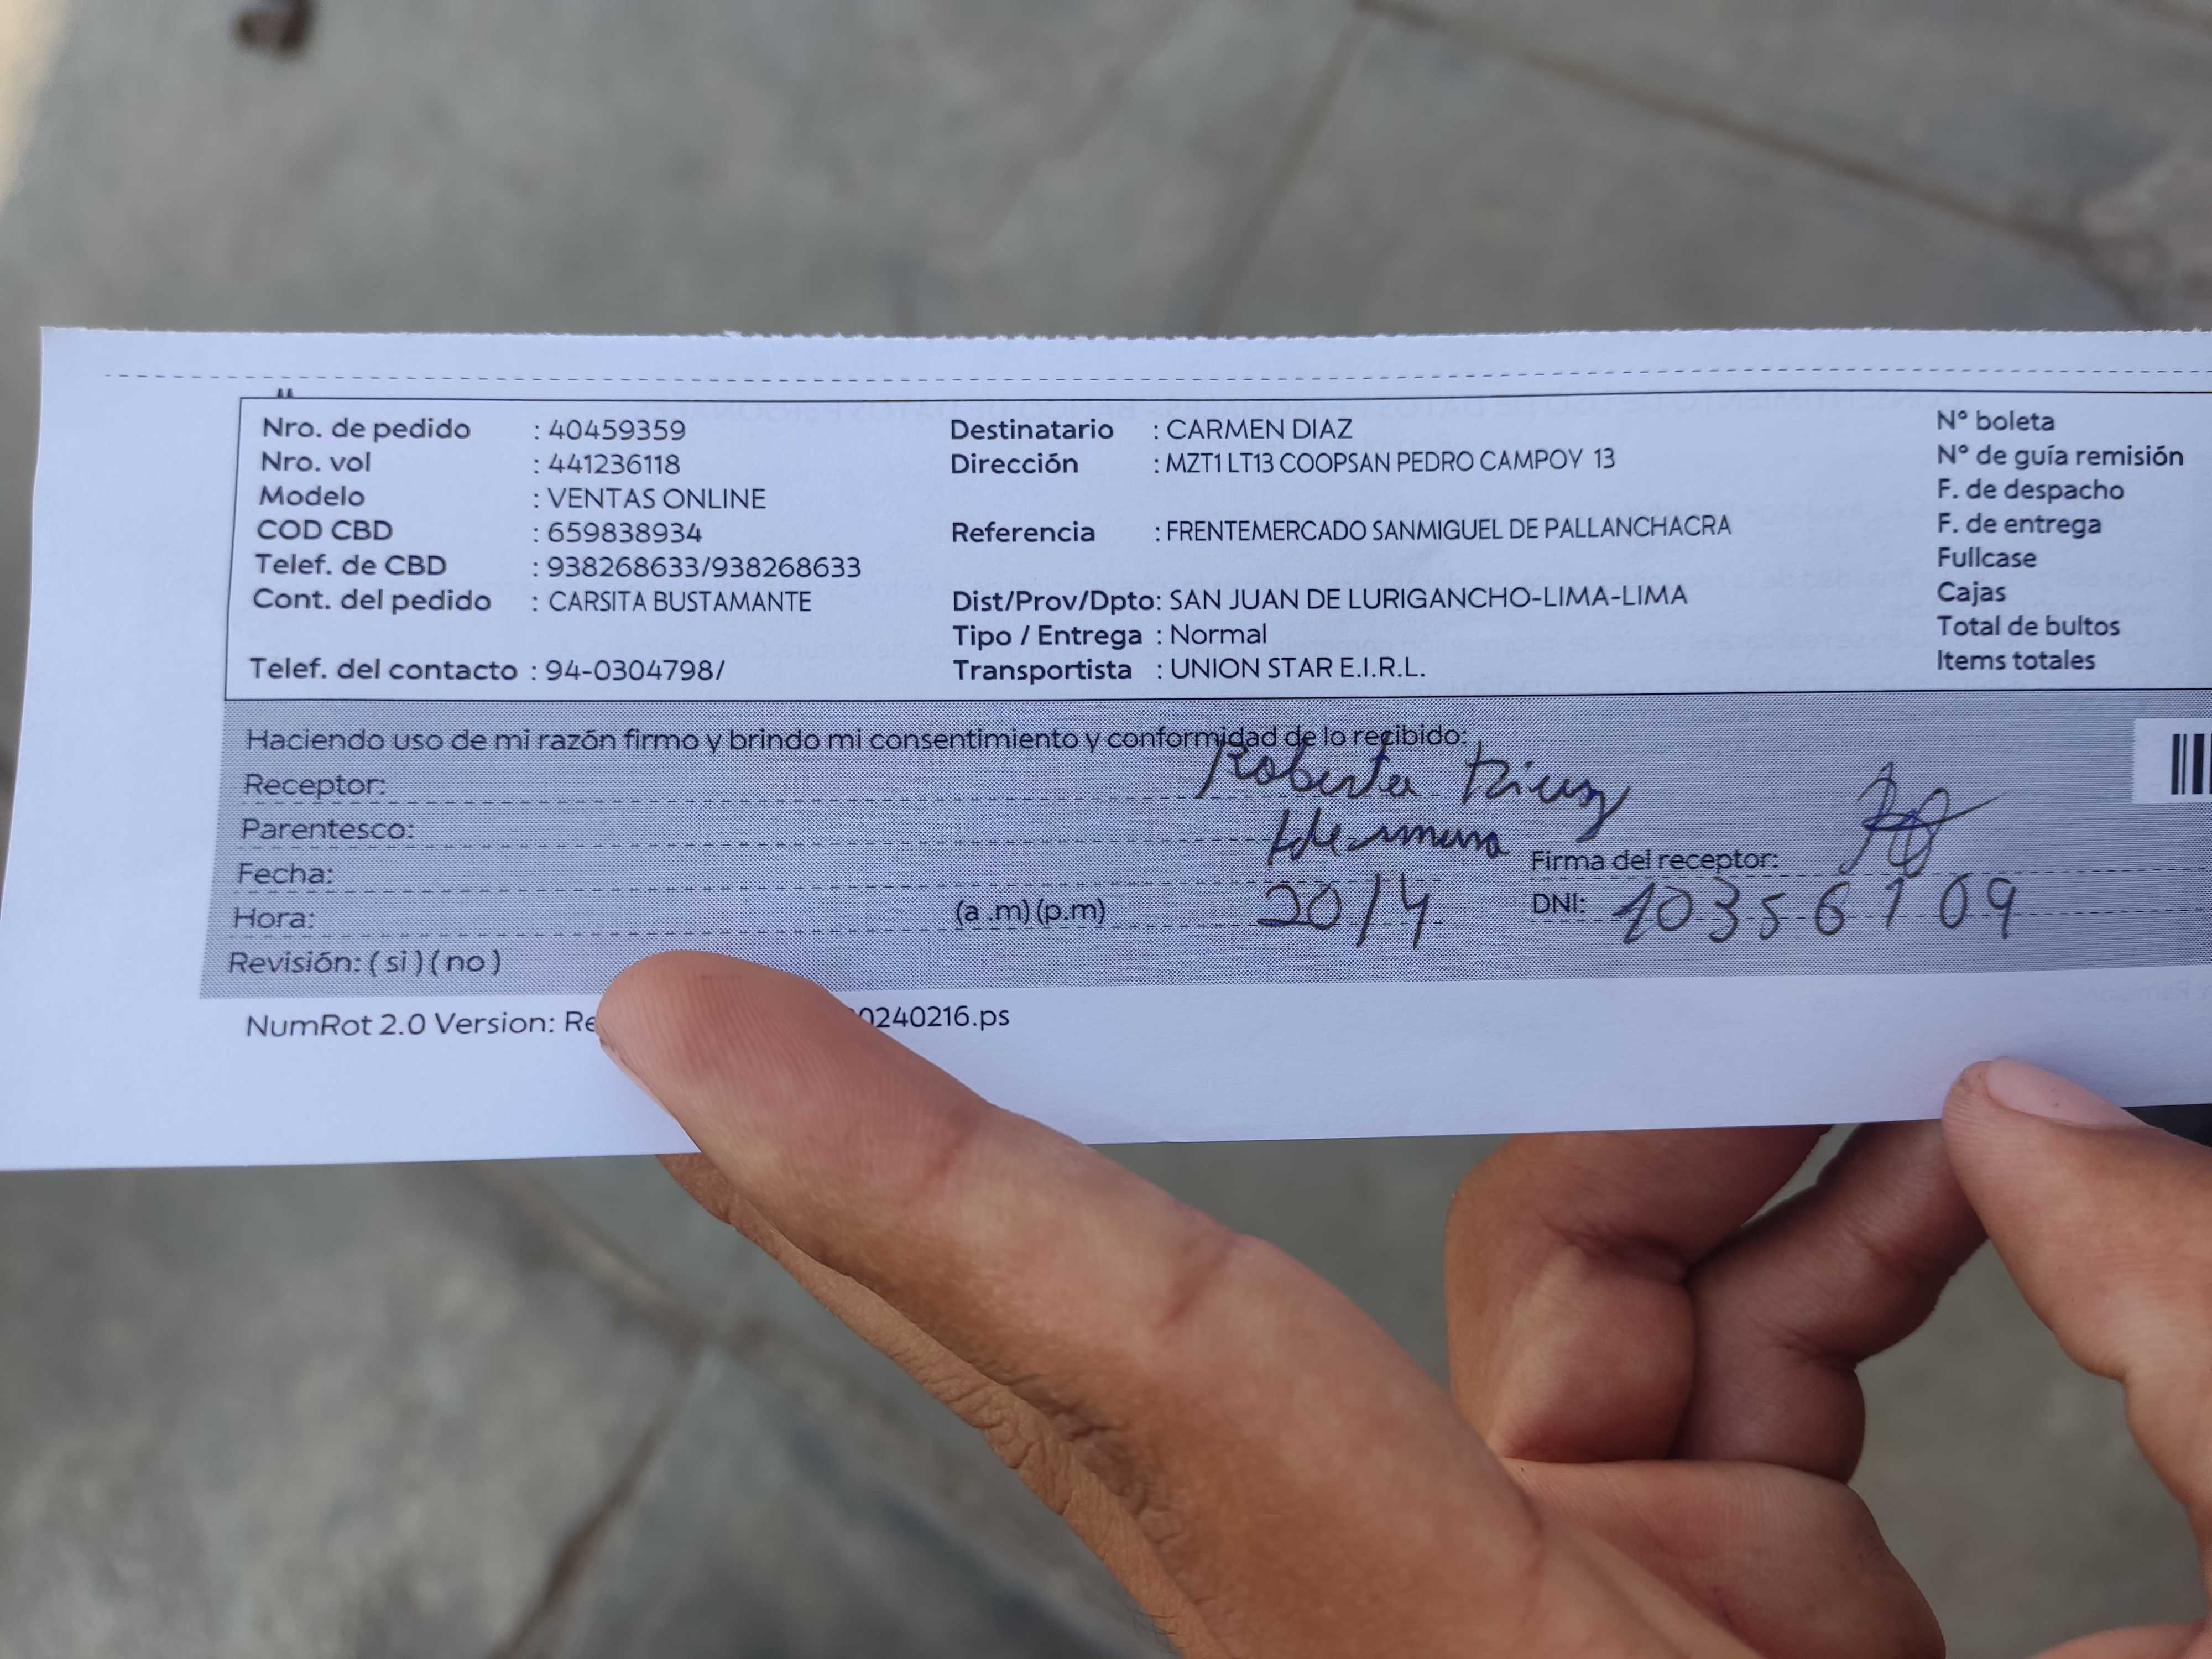 Nro. de pedido : 40459359
Nro. vol : 441236118
Modelo : VENTAS ONLINE
COD CBD : 659838934
Telef. de CBD : 938268633/938268633
Cont. del pedido : CARSITA BUSTAMANTE
Telef. del contacto : 94-0304798/
Destinatario : CARMEN DIAZ
Dirección : MZT1 LT13 COOPSAN PEDRO CAMPOY 13
Referencia : FRENTEMERCADO SANMIGUEL DE PALLANCHACRA
Dist/Prov/Dpto: SAN JUAN DE LURIGANCHO-LIMA-LIMA
Tipo / Entrega : Normal
Transportista : UNION STAR E.I.R.L.
N° boleta
N° de guía remisión
F. de despacho
F. de entrega
Fullcase
Cajas
Total de bultos
Items totales
Haciendo uso de mi razón firmo y brindo mi consentimiento y conformidad de lo recibido:
Receptor: Roberta
Parentesco: Hermana
Fecha:
Hora: (a .m) (p.m) 20/4
Revisión: ( si ) ( no )
Firma del receptor:
DNI: 10356109
NumRot 2.0 Version: 0240216.ps